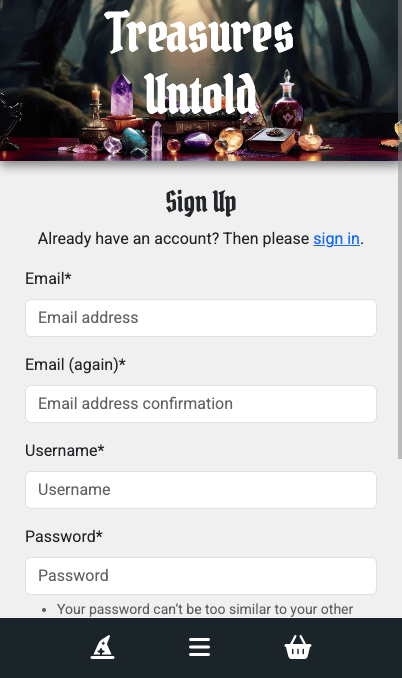 Treasures
Untold
Sign Up
Already have an account? Then please sign in.
Email*
Email address
Email (again)*
Email address confirmation
Username*
Username
Password*
Password
• Your password can’t be too similar to your other